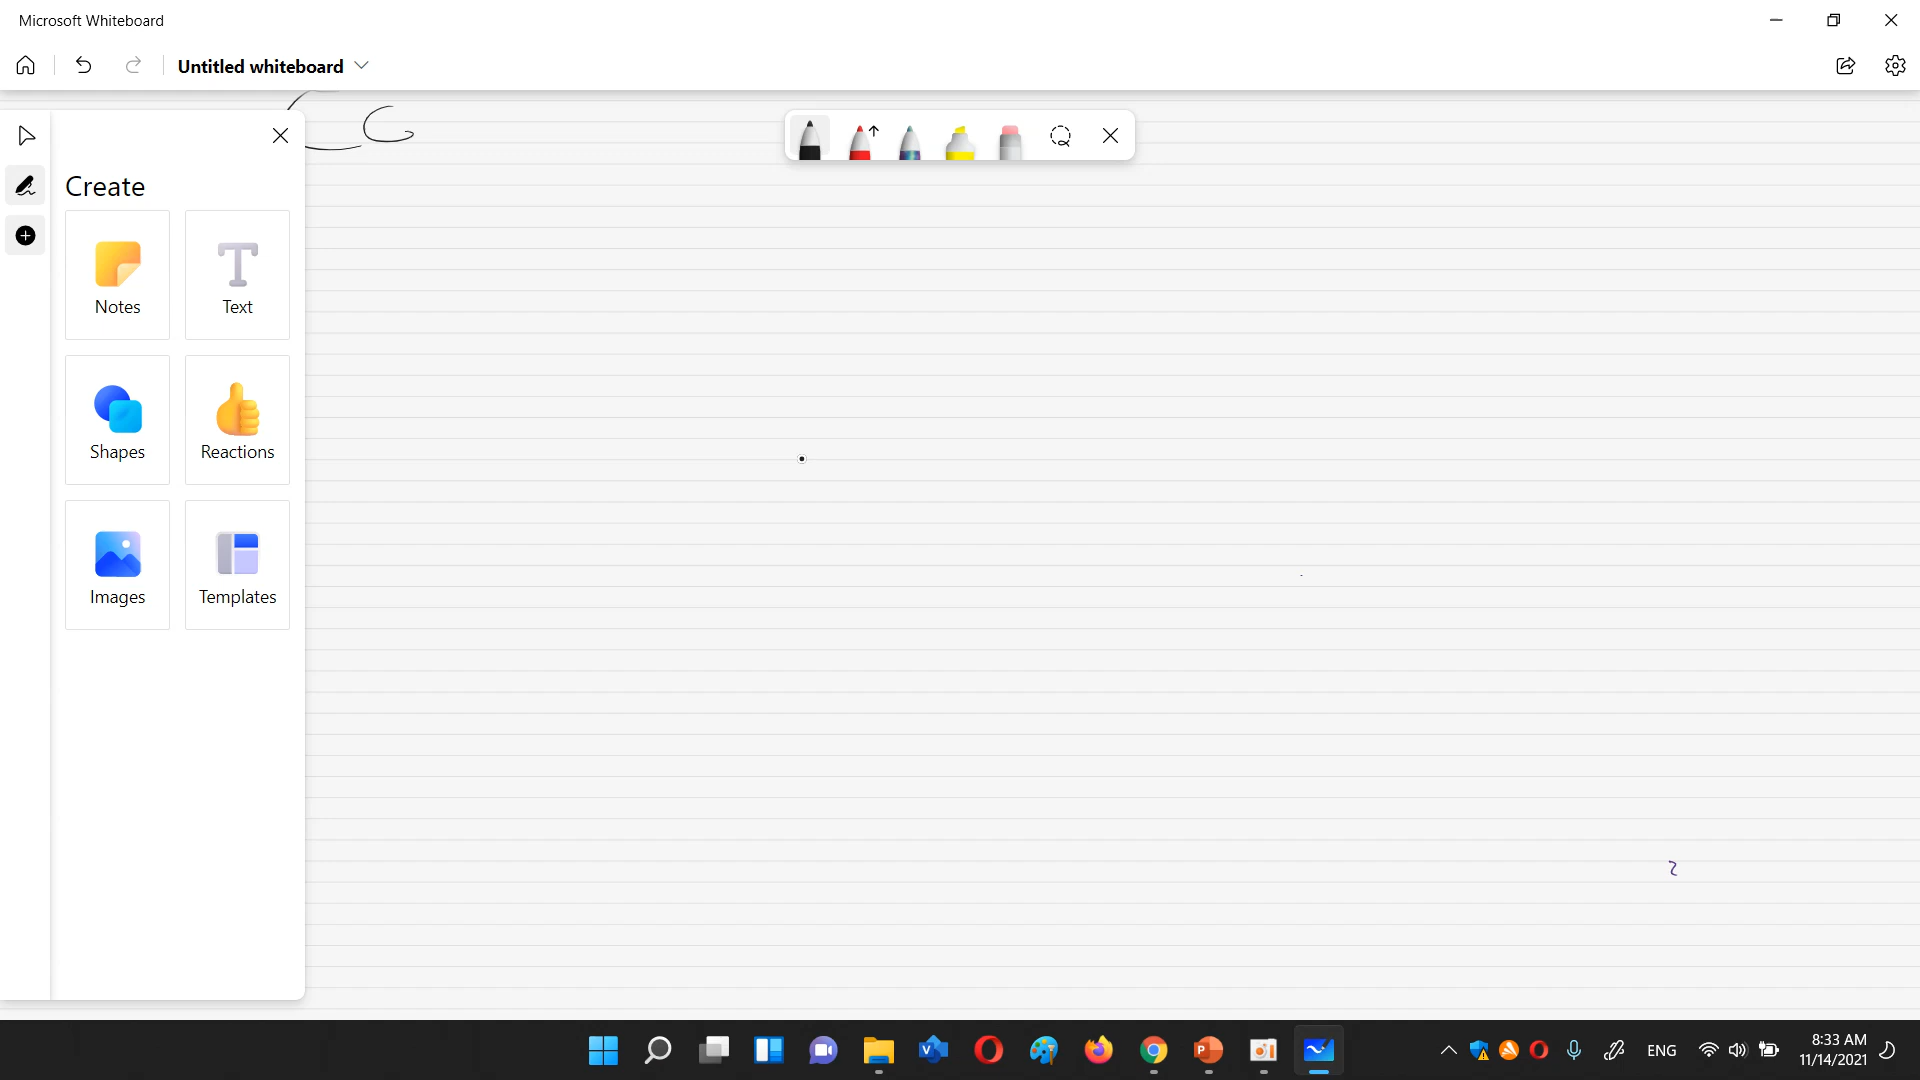 Microsoft Whiteboard
Untitled whiteboard
Create
Notes
Text
Shapes
Reactions
Images
Templates
ENG
8:33 AM
11/14/2021